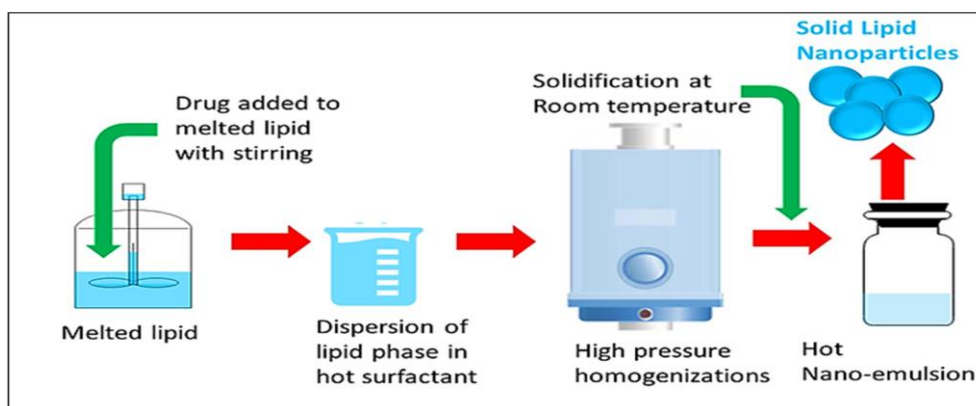 Drug added to
melted lipid
with stirring
Melted lipid
Dispersion of
lipid phase in
hot surfactant
Solidification at
Room temperature
High pressure
homogenizations
Solid Lipid
Nanoparticles
Hot
Nano-emulsion